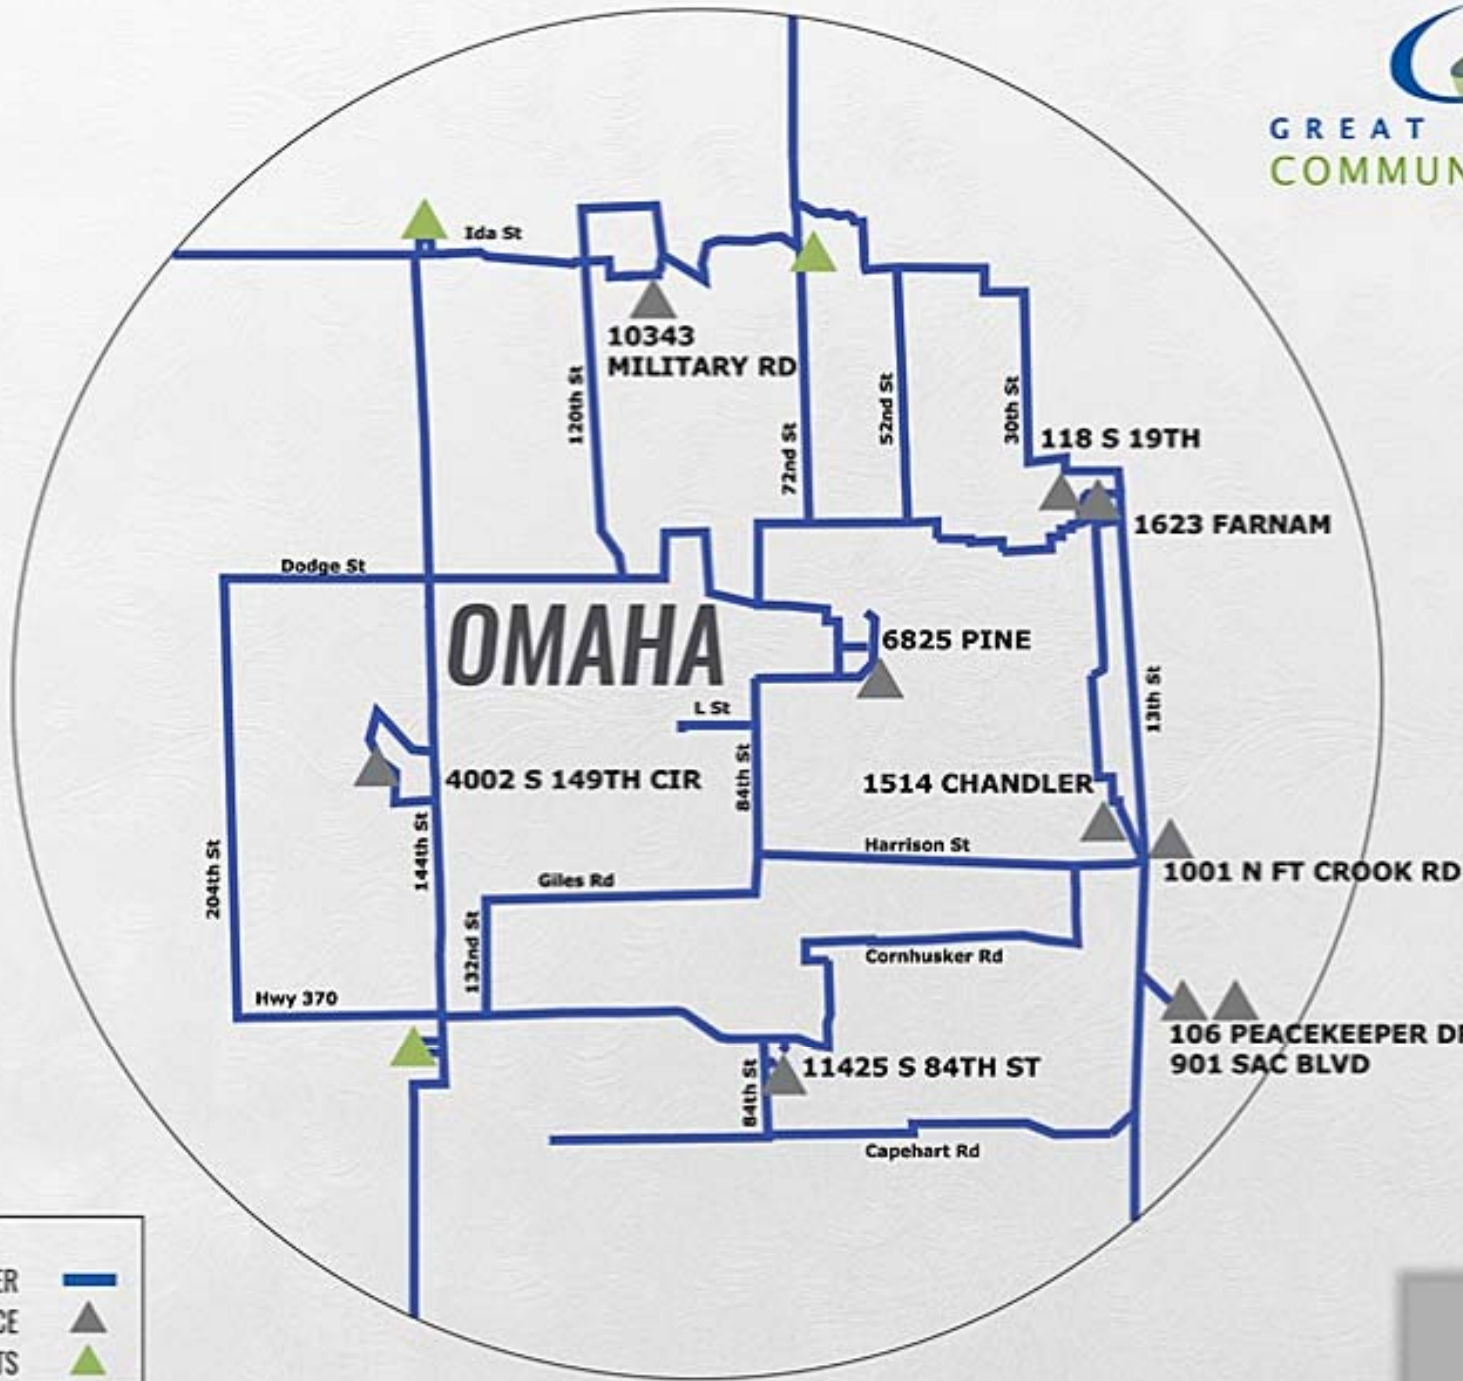 GREAT
COMMUN
Ida St
10343
MILITARY RD
120th St
72nd St
52nd St
30th St
118 S 19TH
1623 FARNAM
Dodge St
OMAHA
6825 PINE
L St
13th St
84th St
4002 S 149TH CIR
1514 CHANDLER
204th St
144th St
Harrison St
1001 N FT CROOK RD
Giles Rd
132nd St
Cornhusker Rd
Hwy 370
106 PEACEKEEPER D
901 SAC BLVD
11425 S 84TH ST
84th St
Capehart Rd
ER
CE
TS